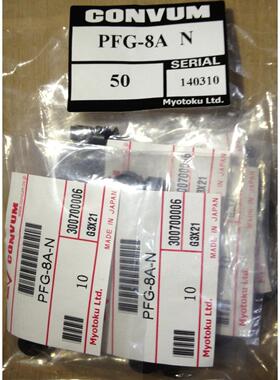 CONVUM
PFG-8A N
50
SERIAL
140310
Myotoku Ltd.
CONVUM
PFG-8A-N
10
300700006
G3X21
MADE IN JAPAN
Myotoku Ltd.
PFG-8A-N
10
300700006
G3X21
MADE IN JAPAN
Myotoku Ltd.